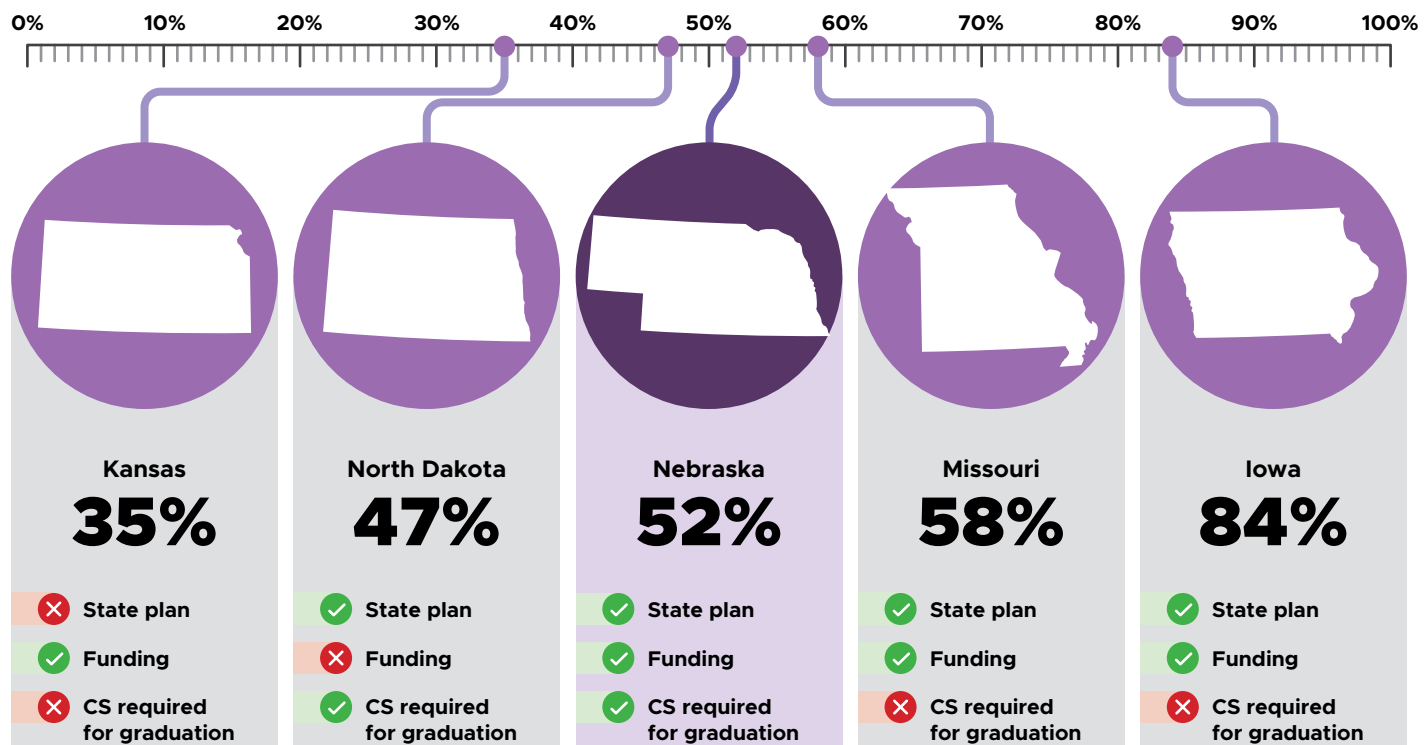 0% 10% 20% 30% 40% 50% 60% 70% 80% 90% 100%
Kansas
35%
State plan
Funding
CS required
for graduation
North Dakota
47%
State plan
Funding
CS required
for graduation
Nebraska
52%
State plan
Funding
CS required
for graduation
Missouri
58%
State plan
Funding
CS required
for graduation
Iowa
84%
State plan
Funding
CS required
for graduation